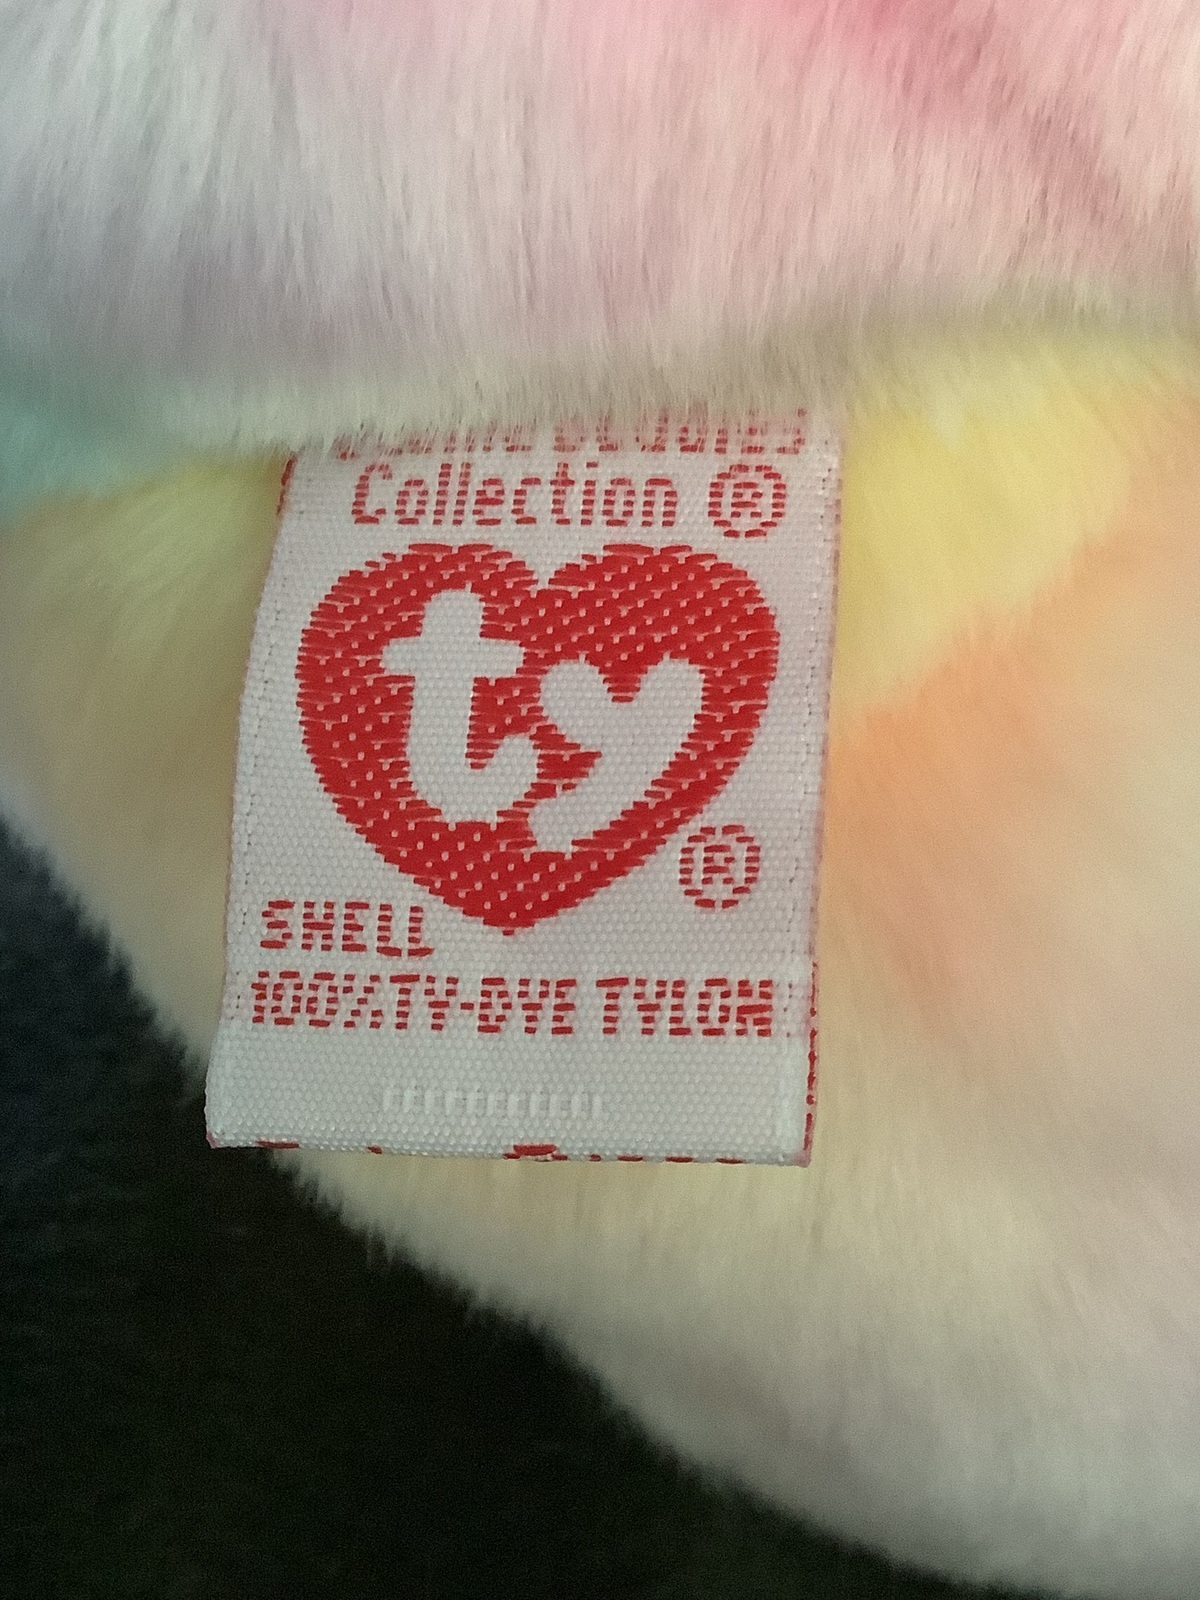 Collection ®
ty
®
SHELL
100% TY-DYE TYLON